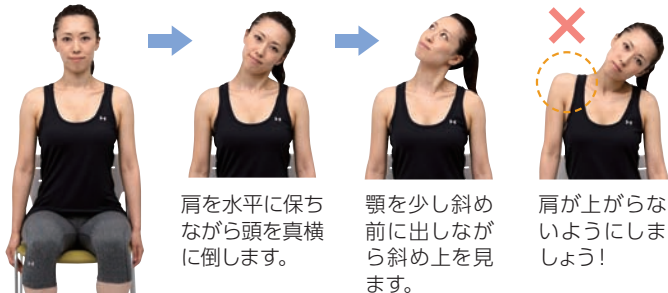 肩を水平に保ち
ながら頭を真横
に倒します。
顎を少し斜め
前に出しなが
ら斜め上を見
ます。
肩が上がらな
いようにしま
しょう！